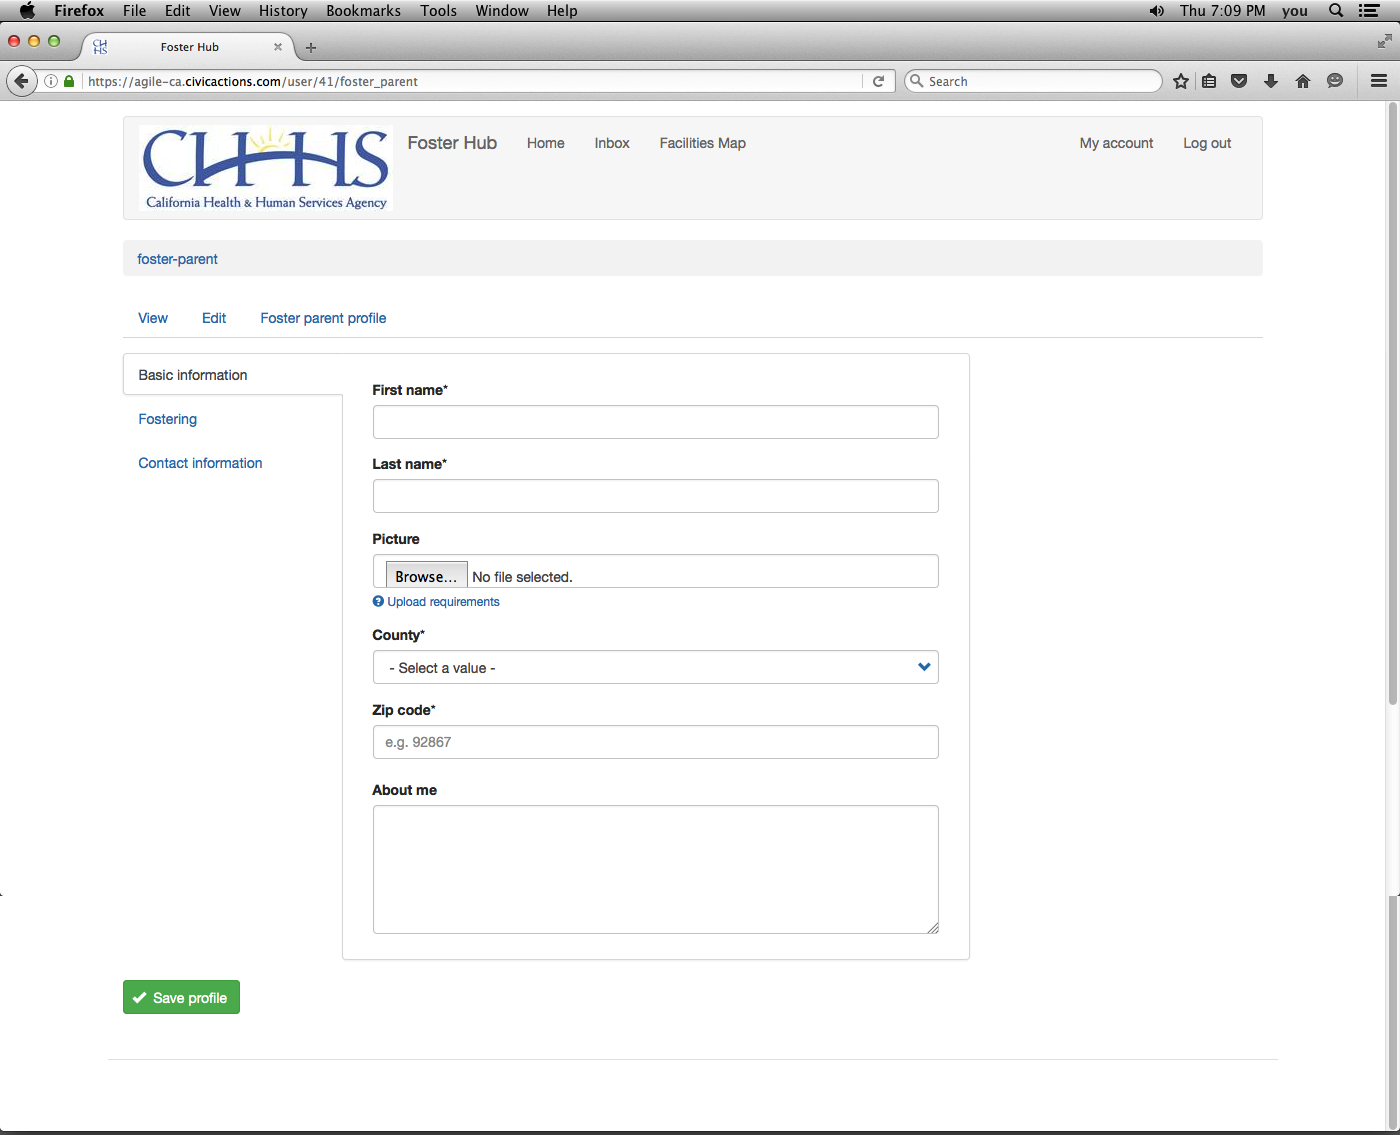 Firefox File Edit View History Bookmarks Tools Window Help Thu 7:09 PM you
CH HS Foster Hub
https://agile-ca.civicactions.com/user/41/foster_parent Search
CHHS
California Health & Human Services Agency
Foster Hub Home Inbox Facilities Map My account Log out
foster-parent
View Edit Foster parent profile
Basic information
Fostering
Contact information
First name*
Last name*
Picture
Browse... No file selected.
Upload requirements
County*
- Select a value -
Zip code*
e.g. 92867
About me
Save profile